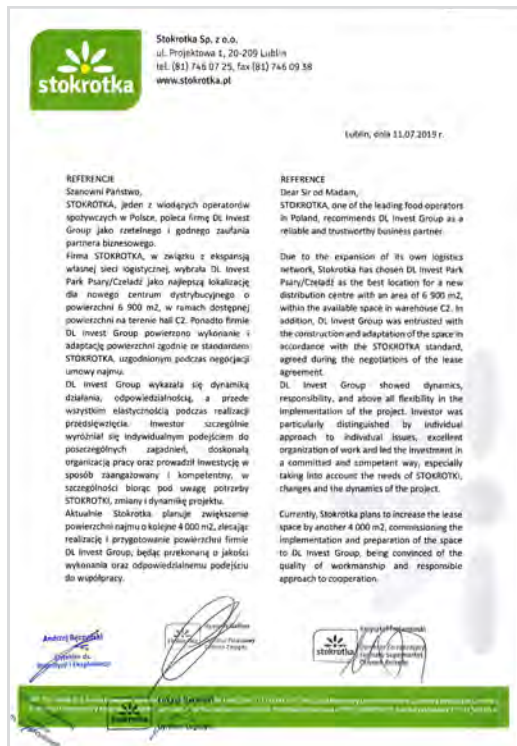 stokrotka
Stokrotka Sp. z o.o.
ul. Projektowa 1, 20-209 Lublin
tel. (81) 746 07 25, fax (81) 746 09 38
www.stokrotka.pl
Lublin, dnia 11.07.2019 r.
REFERENCJE
Szanowni Państwo,
STOKROTKA, jeden z wiodących operatorów
spożywczych w Polsce, poleca firmę DL Invest
Group jako rzetelnego i godnego zaufania
partnera biznesowego.
Firma STOKROTKA, w związku z ekspansją
własnej sieci logistycznej, wybrała DL Invest
Park Psary/Czeladź jako najlepszą lokalizację
dla nowego centrum dystrybucyjnego o
powierzchni 6 900 m2, w ramach dostępnej
powierzchni na terenie hali C2. Ponadto firmie
DL Invest Group powierzono wykonanie i
adaptację powierzchni zgodnie ze standardem
STOKROTKA, uzgodnionym podczas negocjacji
umowy najmu.
DL Invest Group wykazała się dynamiką
działania, odpowiedzialnością, a przede
wszystkim elastycznością podczas realizacji
przedsięwzięcia. Inwestor szczególnie
wyróżniał się indywidualnym podejściem do
poszczególnych zagadnień, doskonałą
organizacją pracy oraz prowadził inwestycję w
sposób zaangażowany i kompetentny, w
szczególności biorąc pod uwagę potrzeby
STOKROTKI, zmiany i dynamikę projektu.
Aktualnie Stokrotka planuje zwiększenie
powierzchni najmu o kolejne 4 000 m2, zlecając
realizację i przygotowanie powierzchni firmie
DL Invest Group, będąc przekonaną o jakości
wykonania oraz odpowiedzialnemu podejściu
do współpracy.
REFERENCE
Dear Sir od Madam,
STOKROTKA, one of the leading food operators
in Poland, recommends DL Invest Group as a
reliable and trustworthy business partner.
Due to the expansion of its own logistics
network, Stokrotka has chosen DL Invest Park
Psary/Czeladź as the best location for a new
distribution centre with an area of 6 900 m2,
within the available space in warehouse C2. In
addition, DL Invest Group was entrusted with
the construction and adaptation of the space in
accordance with the STOKROTKA standard,
agreed during the negotiations of the lease
agreement.
DL Invest Group showed dynamics,
responsibility, and above all flexibility in the
implementation of the project. Investor was
particularly distinguished by individual
approach to individual issues, excellent
organization of work and led the investment in
a committed and competent way, especially
taking into account the needs of STOKROTKI,
changes and the dynamics of the project.
Currently, Stokrotka plans to increase the lease
space by another 4 000 m2, commissioning the
implementation and preparation of the space
to DL Invest Group, being convinced of the
quality of workmanship and responsible
approach to cooperation.
Andrzej
stokrotka